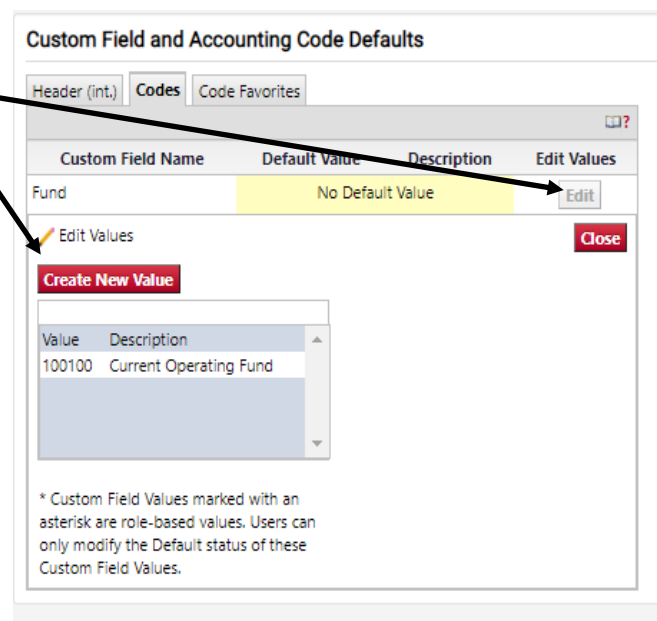 Custom Field and Accounting Code Defaults
Header (int.) Codes Code Favorites
?
Custom Field Name Default Value Description Edit Values
Fund No Default Value Edit
Edit Values Close
Create New Value
Value Description
100100 Current Operating Fund
* Custom Field Values marked with an
asterisk are role-based values. Users can
only modify the Default status of these
Custom Field Values.